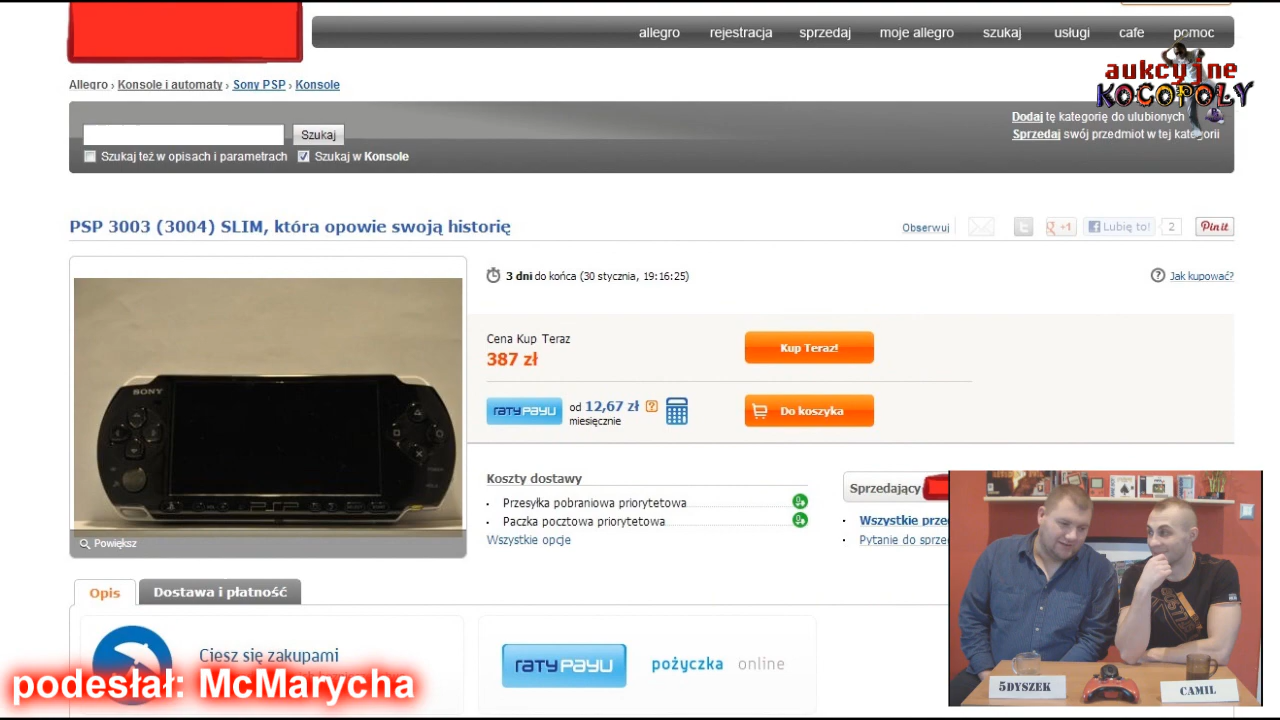 allegro rejestracja sprzedaj moje allegro szukaj usługi cafe pomoc
aukcyjne
KOCOPOŁY
Allegro › Konsole i automaty › Sony PSP › Konsole
Dodaj tę kategorię do ulubionych
Sprzedaj swój przedmiot w tej kategorii
Szukaj
Szukaj też w opisach i parametrach Szukaj w Konsole
PSP 3003 (3004) SLIM, która opowie swoją historię
Obserwuj
g +1
Lubię to! 2
Pin it
3 dni do końca (30 stycznia, 19:16:25)
Jak kupować?
Cena Kup Teraz
387 zł
Kup Teraz!
raty PayU
od 12,67 zł
miesięcznie
Do koszyka
SONY
Koszty dostawy
Przesyłka pobraniowa priorytetowa
Paczka pocztowa priorytetowa
Wszystkie opcje
Sprzedający
Wszystkie prze
Pytanie do sprze
Powiększ
Opis
Dostawa i płatność
Ciesz się zakupami
raty PayU
pożyczka online
podesłał: McMarycha
5DYSZEK
CAMIL